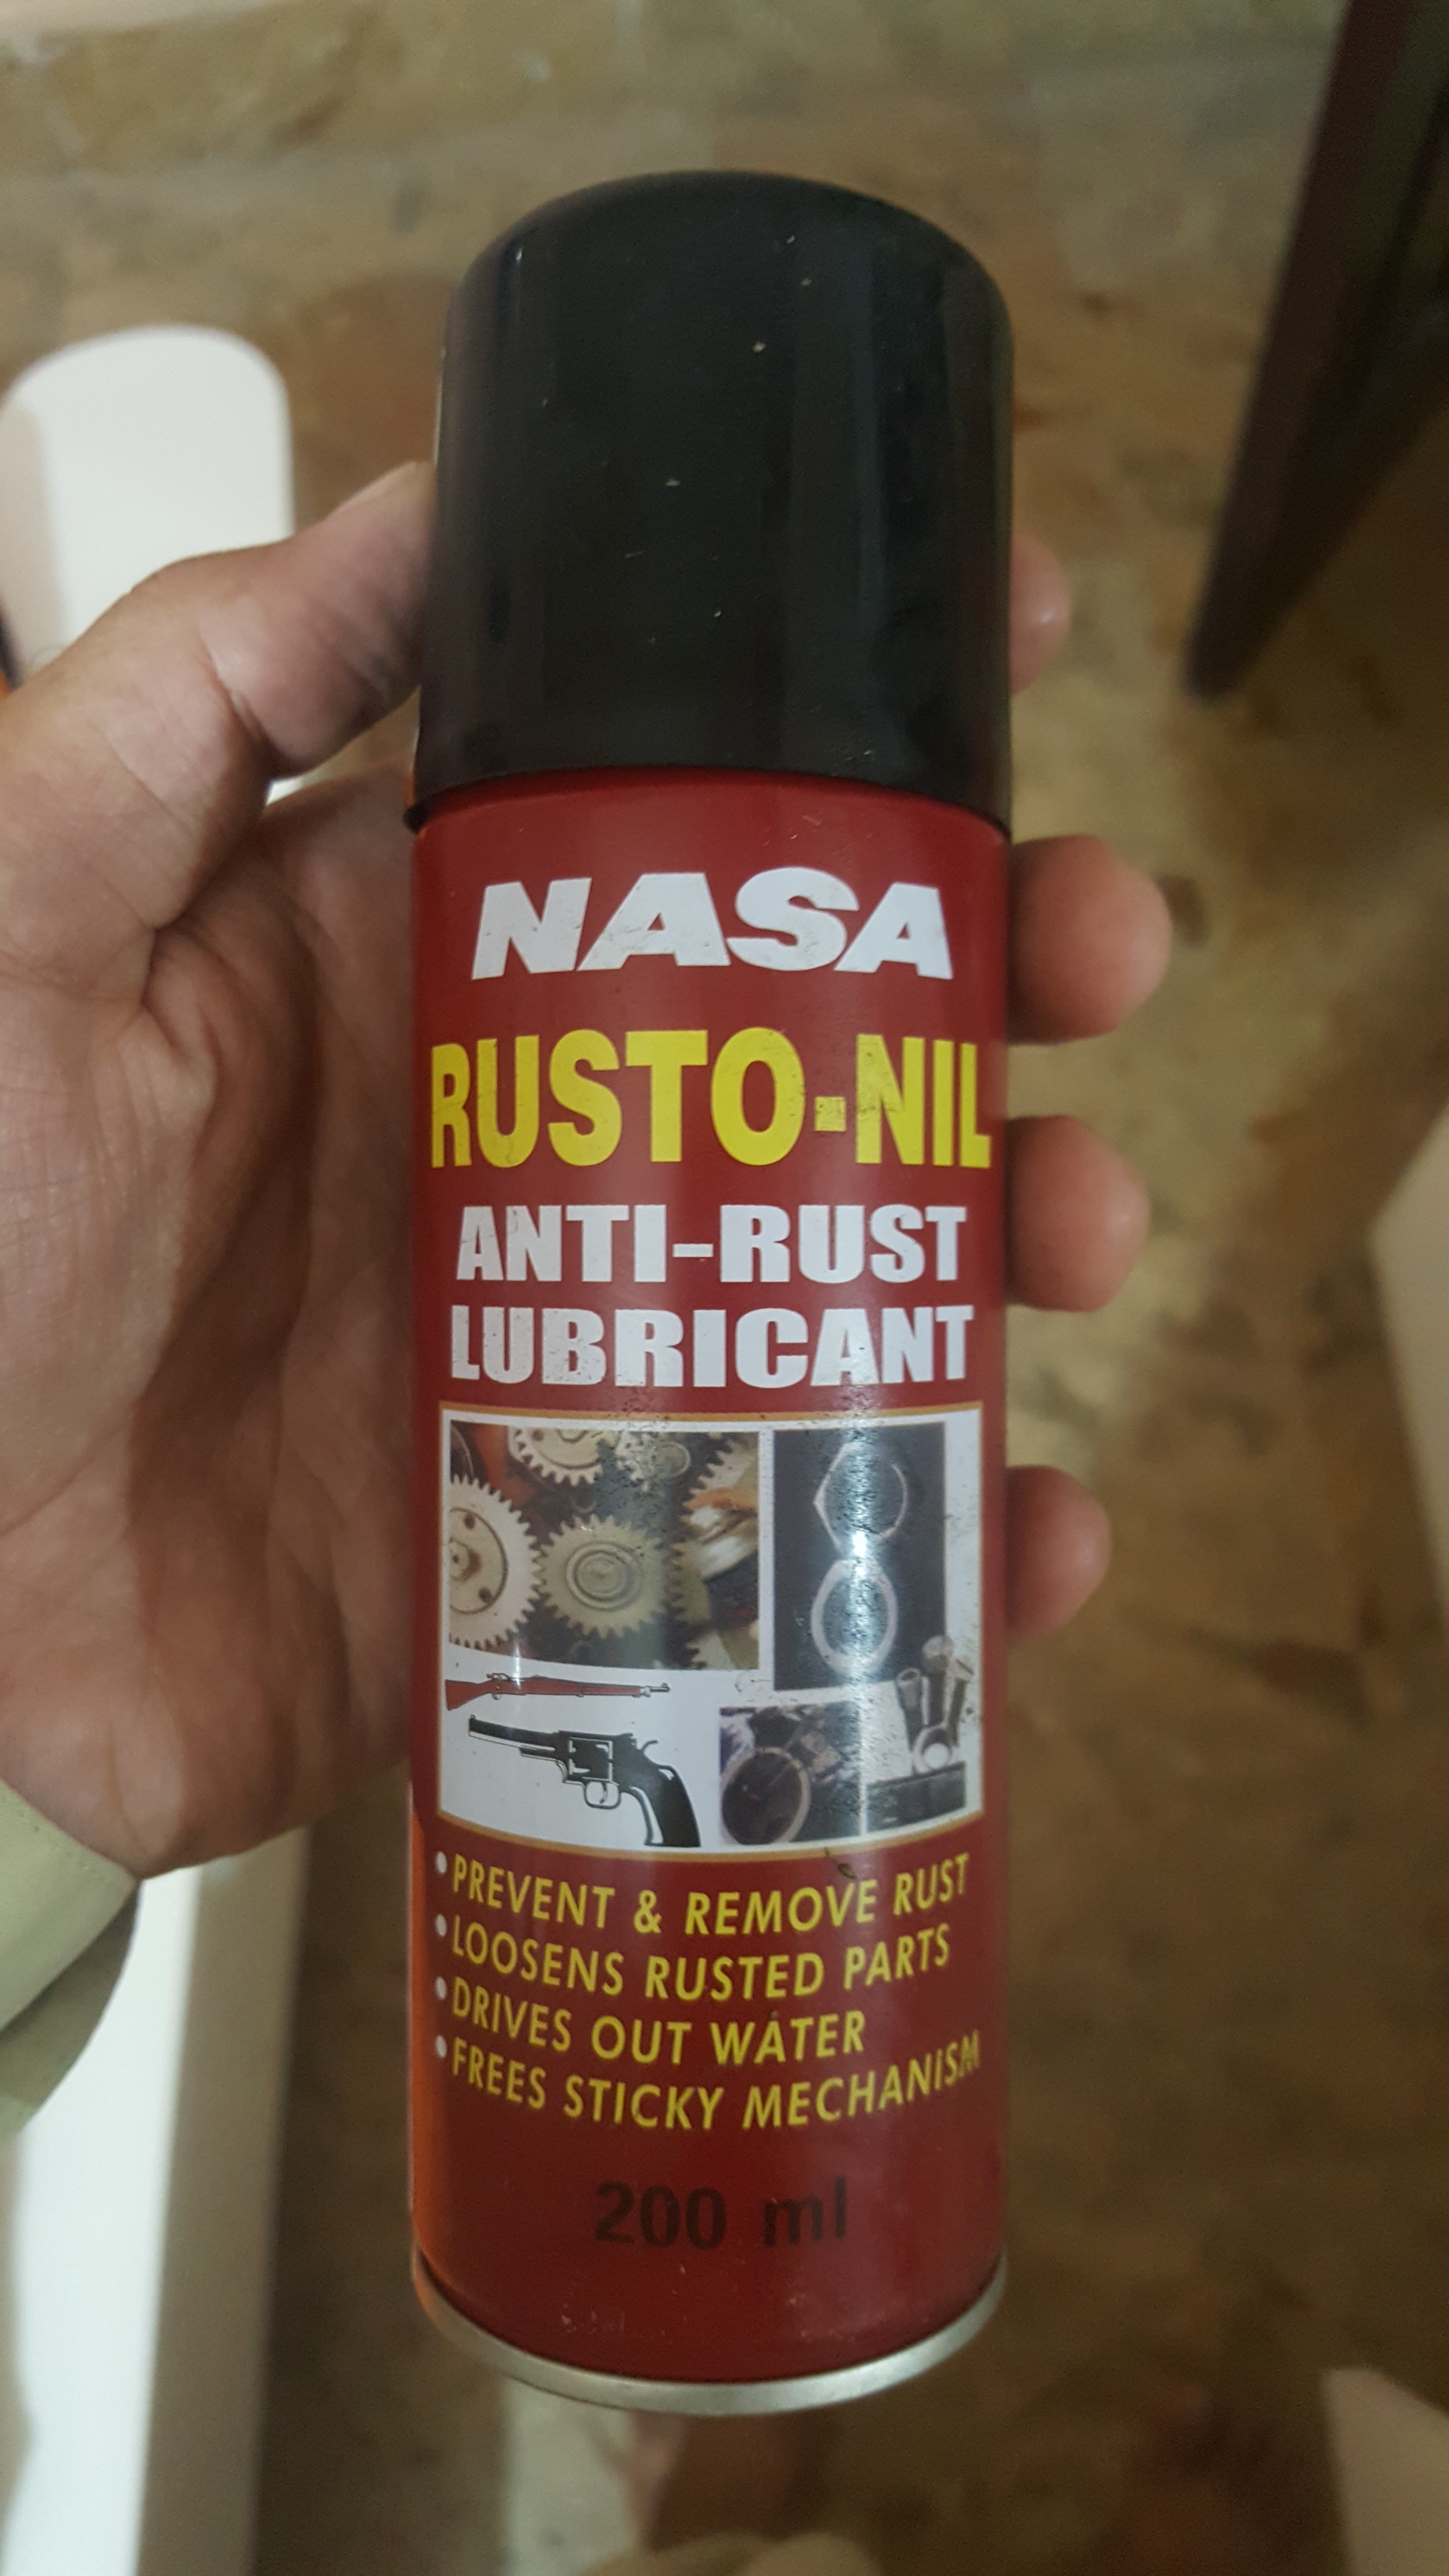 NASA
RUSTO-NIL
ANTI-RUST
LUBRICANT
• PREVENT & REMOVE RUST
• LOOSENS RUSTED PARTS
• DRIVES OUT WATER
• FREES STICKY MECHANISM
200 ml